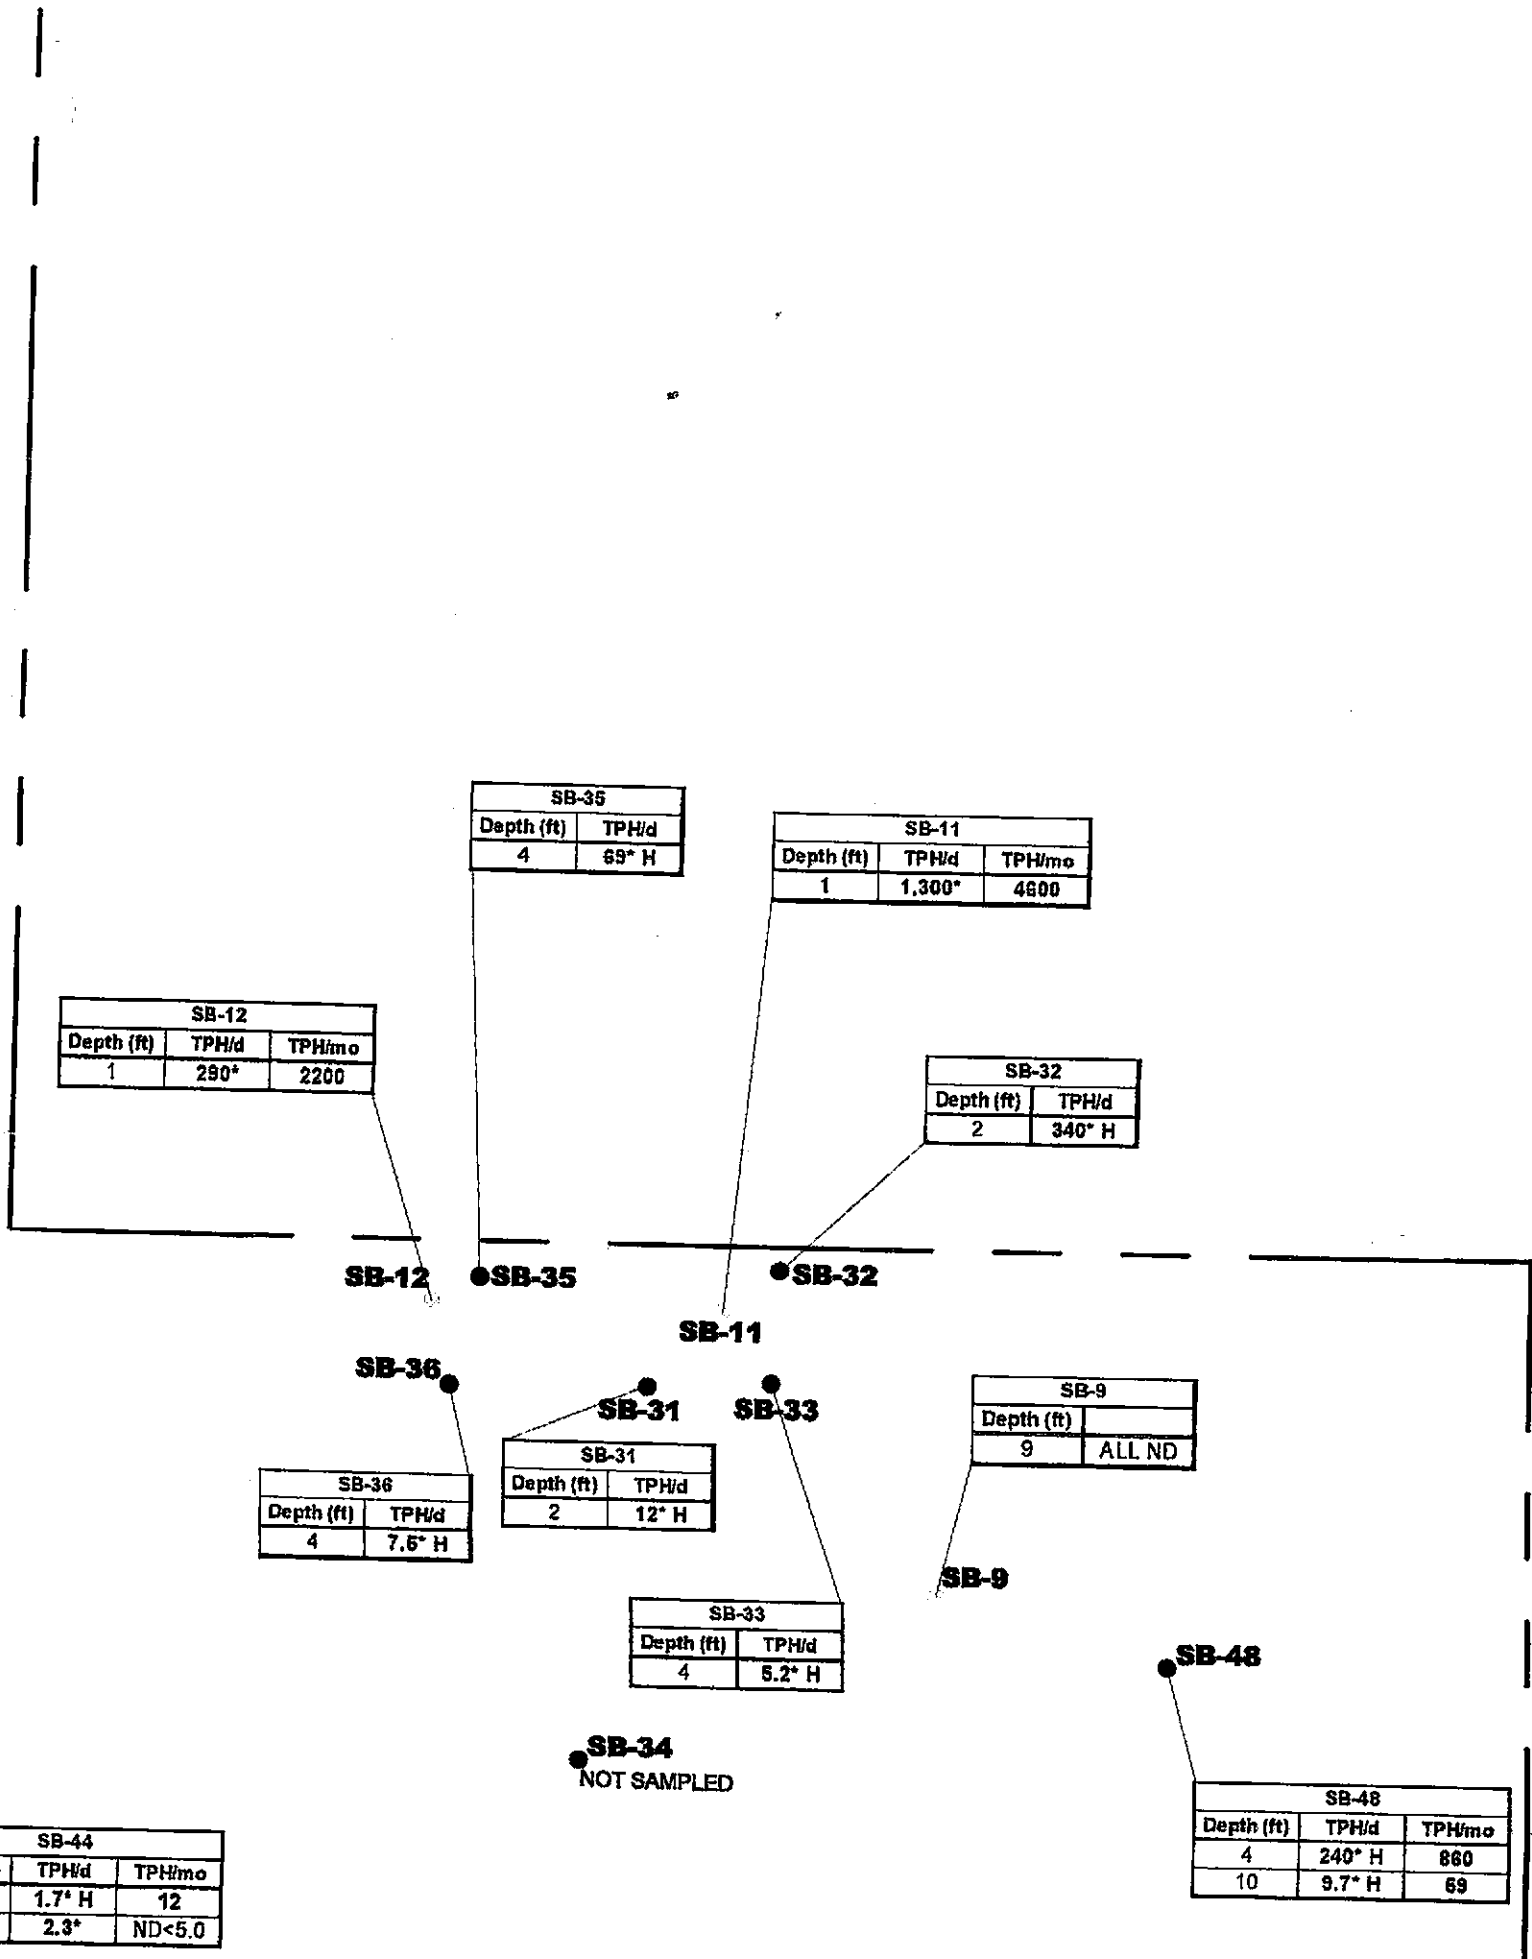 SB-35
Depth (ft) TPH/d
4 69* H
SB-11
Depth (ft) TPH/d TPH/mo
1 1,300* 4600
SB-12
Depth (ft) TPH/d TPH/mo
1 290* 2200
SB-32
Depth (ft) TPH/d
2 340* H
SB-12
SB-35
SB-32
SB-11
SB-36
SB-31
SB-33
SB-9
Depth (ft)
9 ALL ND
SB-31
Depth (ft) TPH/d
2 12* H
SB-36
Depth (ft) TPH/d
4 7.6* H
SB-9
SB-33
Depth (ft) TPH/d
4 5.2* H
SB-48
SB-34
NOT SAMPLED
SB-48
Depth (ft) TPH/d TPH/mo
4 240* H 860
10 9.7* H 69
SB-44
TPH/d TPH/mo
1.7* H 12
2.3* ND<5.0